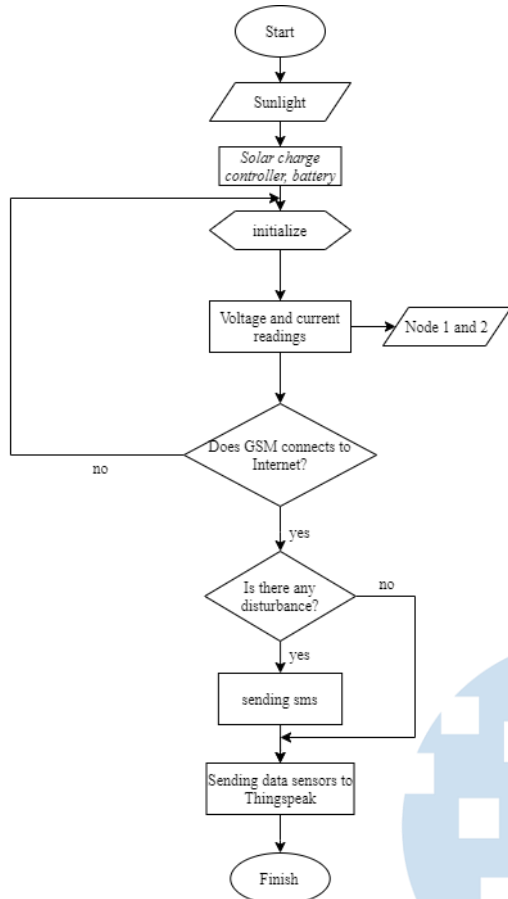 Start
Sunlight
Solar charge
controller, battery
initialize
Voltage and current
readings
Node 1 and 2
Does GSM connects to
Internet?
no
yes
Is there any
disturbance?
no
yes
sending sms
Sending data sensors to
Thingspeak
Finish